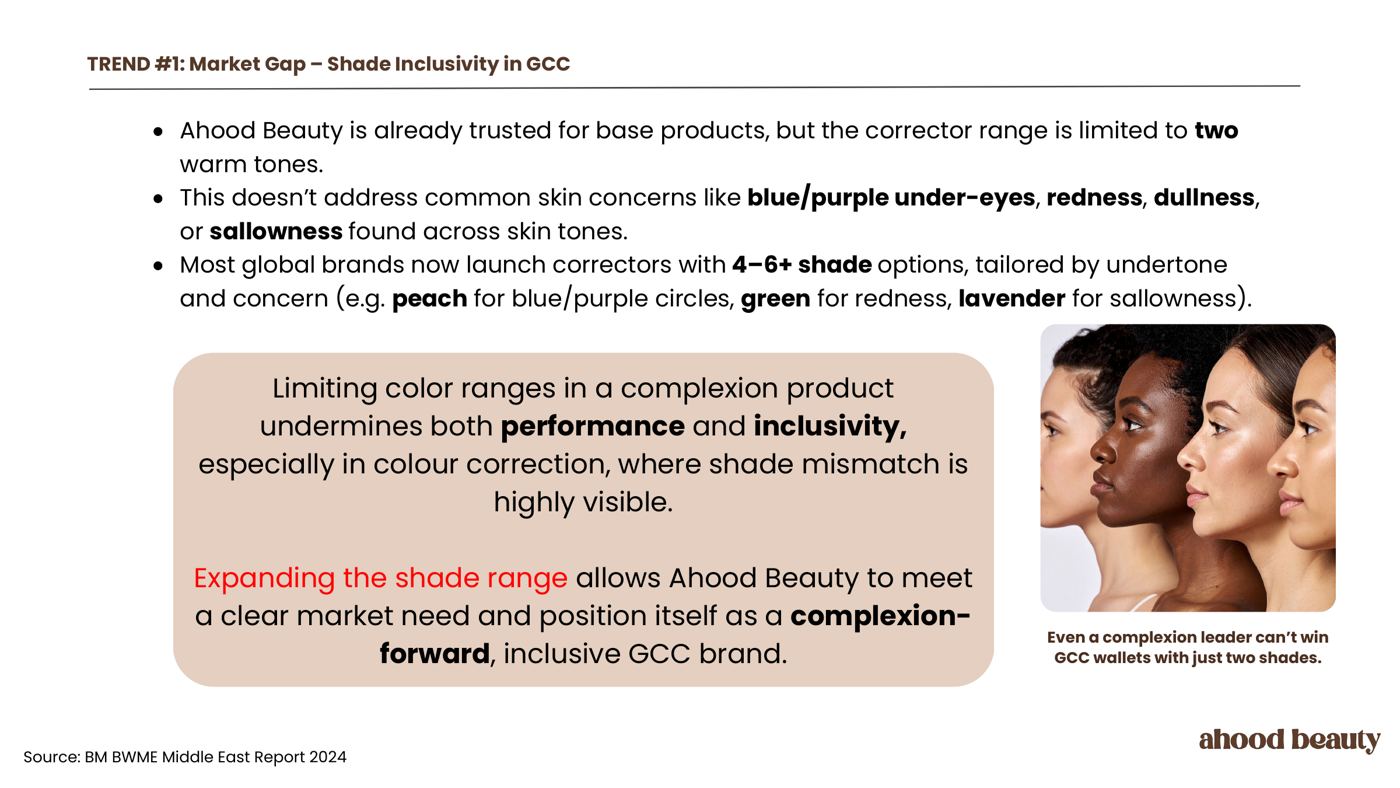 TREND #1: Market Gap – Shade Inclusivity in GCC
• Ahood Beauty is already trusted for base products, but the corrector range is limited to two
warm tones.
• This doesn’t address common skin concerns like blue/purple under-eyes, redness, dullness,
or sallowness found across skin tones.
• Most global brands now launch correctors with 4–6+ shade options, tailored by undertone
and concern (e.g. peach for blue/purple circles, green for redness, lavender for sallowness).
Limiting color ranges in a complexion product
undermines both performance and inclusivity,
especially in colour correction, where shade mismatch is
highly visible.
Expanding the shade range allows Ahood Beauty to meet
a clear market need and position itself as a complexion-
forward, inclusive GCC brand.
Even a complexion leader can’t win
GCC wallets with just two shades.
Source: BM BWME Middle East Report 2024
ahood beauty